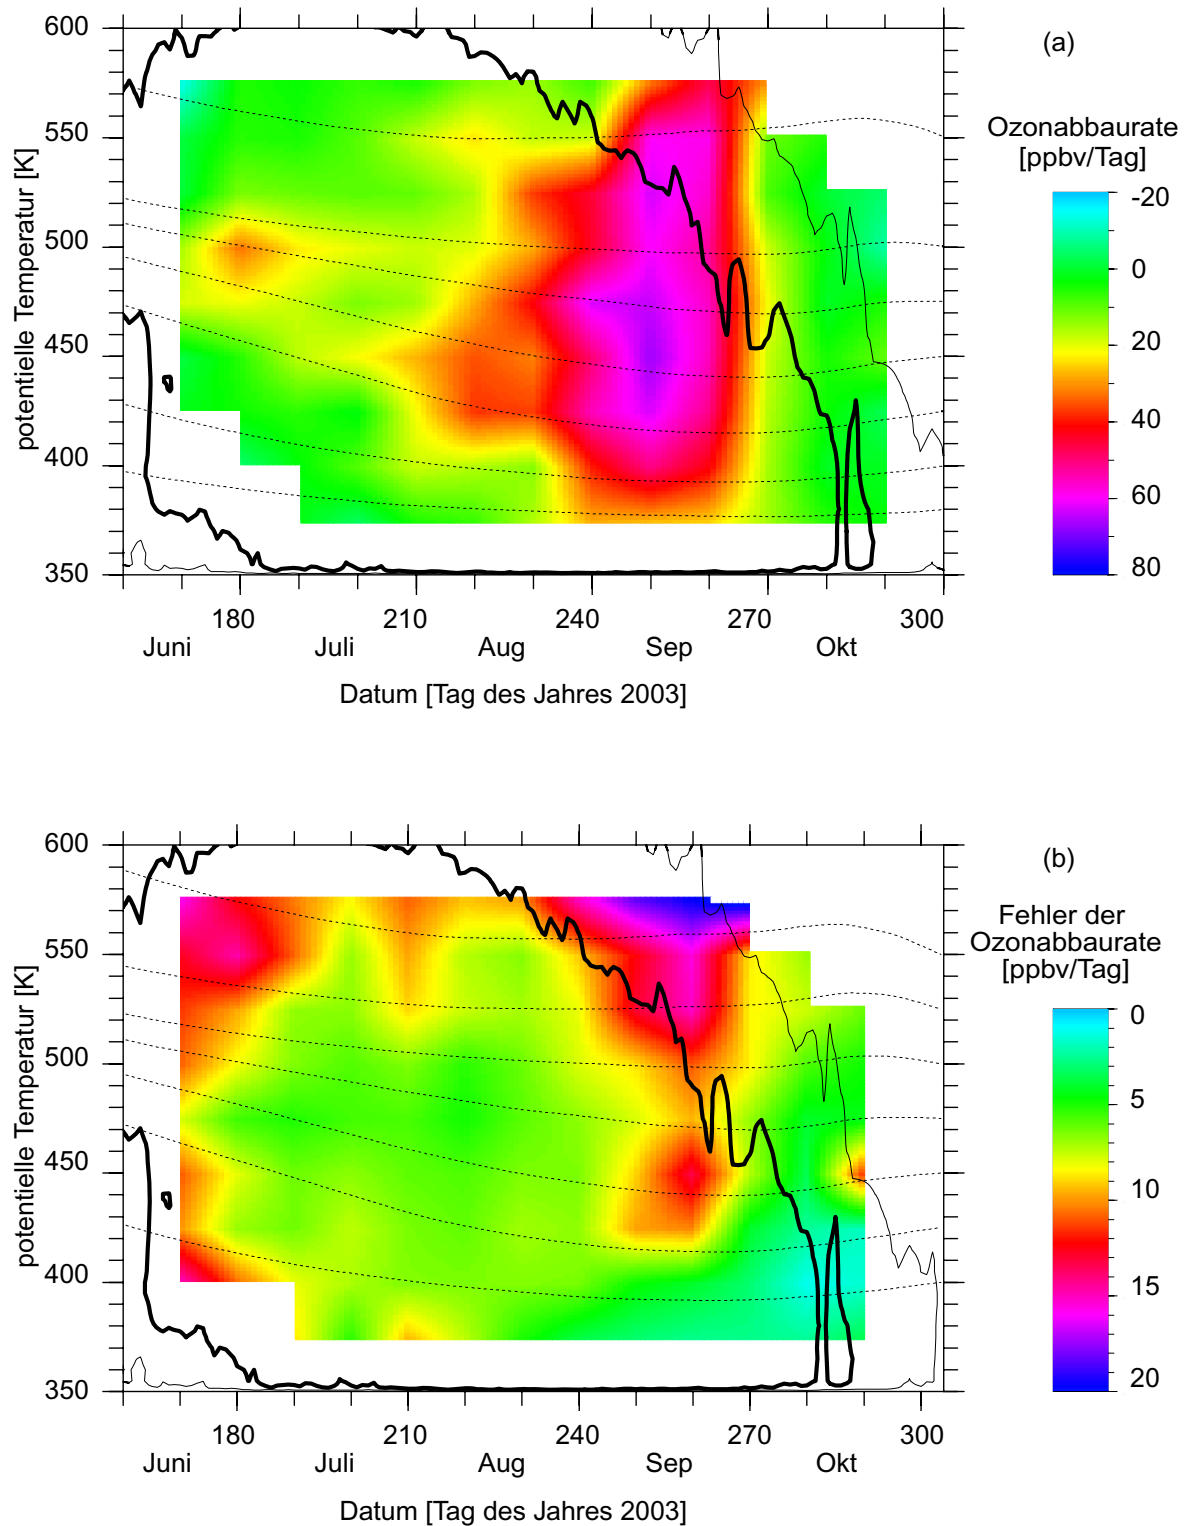 (a)
600
550
500
450
400
350
potentielle Temperatur [K]
180
210
240
270
300
Juni
Juli
Aug
Sep
Okt
Datum [Tag des Jahres 2003]
Ozonabbaurate
[ppbv/Tag]
-20
0
20
40
60
80
(b)
600
550
500
450
400
350
potentielle Temperatur [K]
180
210
240
270
300
Juni
Juli
Aug
Sep
Okt
Datum [Tag des Jahres 2003]
Fehler der
Ozonabbaurate
[ppbv/Tag]
0
5
10
15
20